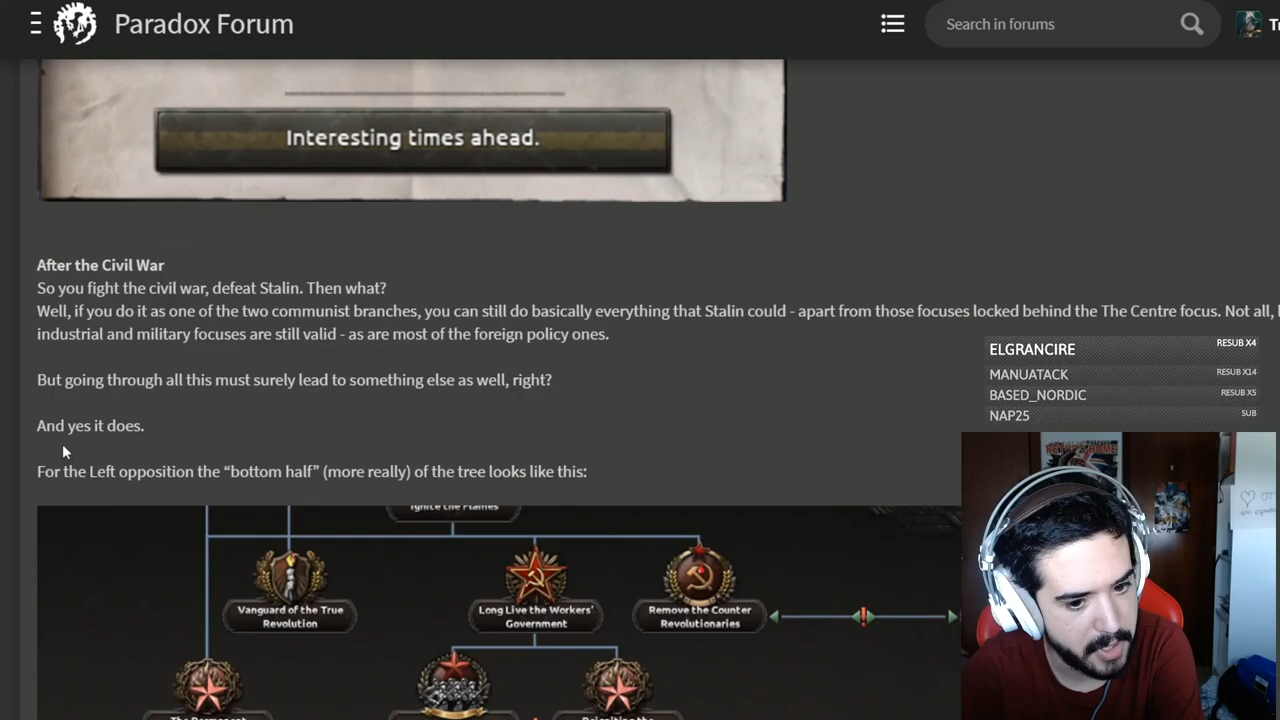 Paradox Forum
Search in forums
Interesting times ahead.
After the Civil War
So you fight the civil war, defeat Stalin. Then what?
Well, if you do it as one of the two communist branches, you can still do basically everything that Stalin could - apart from those focuses locked behind the The Centre focus. Not all,
industrial and military focuses are still valid - as are most of the foreign policy ones.
But going through all this must surely lead to something else as well, right?
And yes it does.
For the Left opposition the “bottom half” (more really) of the tree looks like this:
ELGRANCIRE RESUB X4
MANUATACK RESUB X14
BASED_NORDIC RESUB X5
NAP25 SUB
Ignite the Flames
Vanguard of the True
Revolution
Long Live the Workers'
Government
Remove the Counter
Revolutionaries